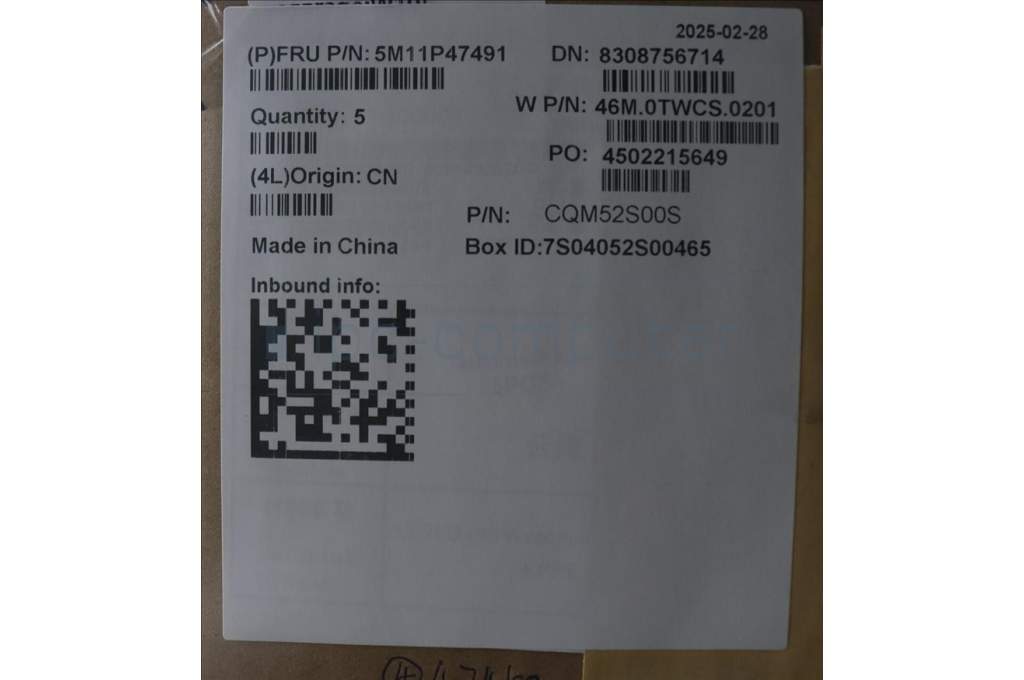 2025-02-28
(P)FRU P/N: 5M11P47491
DN: 8308756714
W P/N: 46M.0TWCS.0201
Quantity: 5
PO: 4502215649
(4L)Origin: CN
P/N: CQM52S00S
Made in China
Box ID:7S04052S00465
Inbound info: